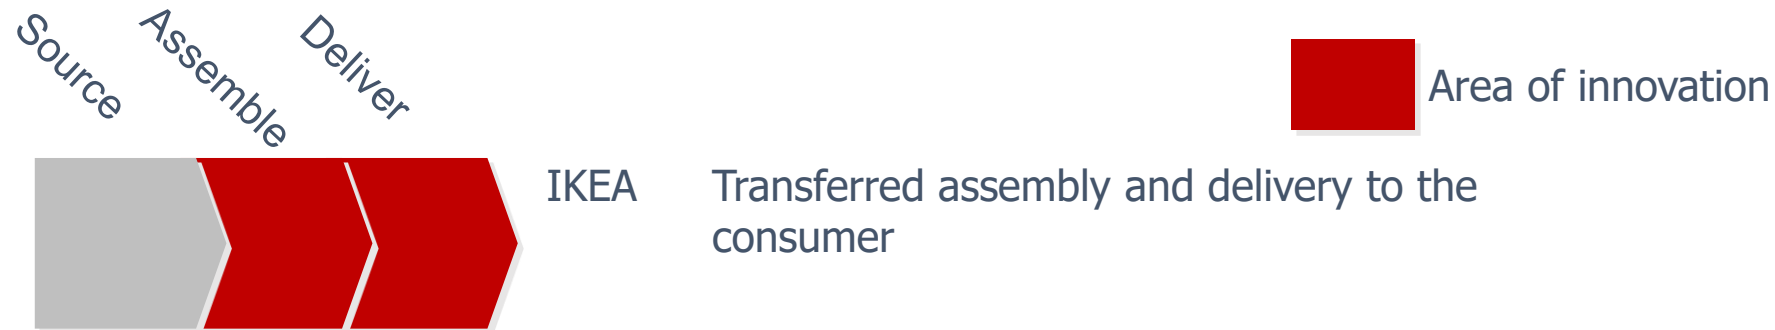 Source
Assemble
Deliver
Area of innovation
IKEA
Transferred assembly and delivery to the
consumer